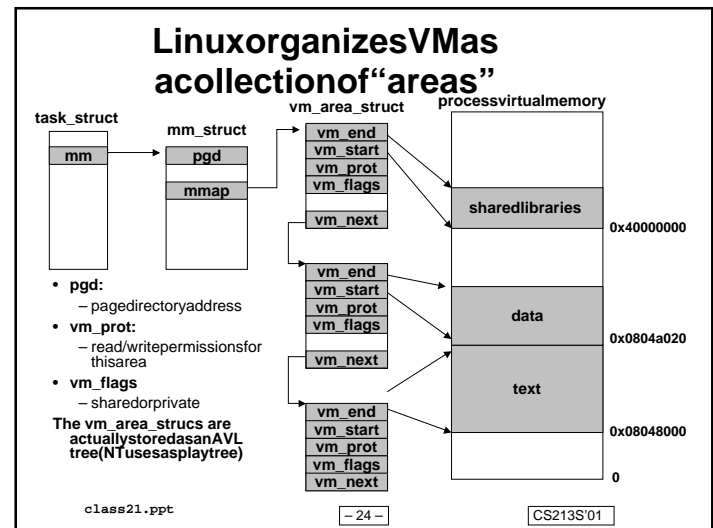 LinuxorganizesVMas
acollectionof“areas”
task_struct
mm
mm_struct
pgd
mmap
vm_area_struct
vm_end
vm_start
vm_prot
vm_flags
vm_next
vm_end
vm_start
vm_prot
vm_flags
vm_next
vm_end
vm_start
vm_prot
vm_flags
vm_next
processvirtualmemory
sharedlibraries
0x40000000
data
0x0804a020
text
0x08048000
0
• pgd:
– pagedirectoryaddress
• vm_prot:
– read/writepermissionsfor
thisarea
• vm_flags
– sharedorprivate
The vm_area_strucs are
actuallystoredasanAVL
tree(NTusesasplaytree)
class21.ppt
– 24 –
CS213S’01